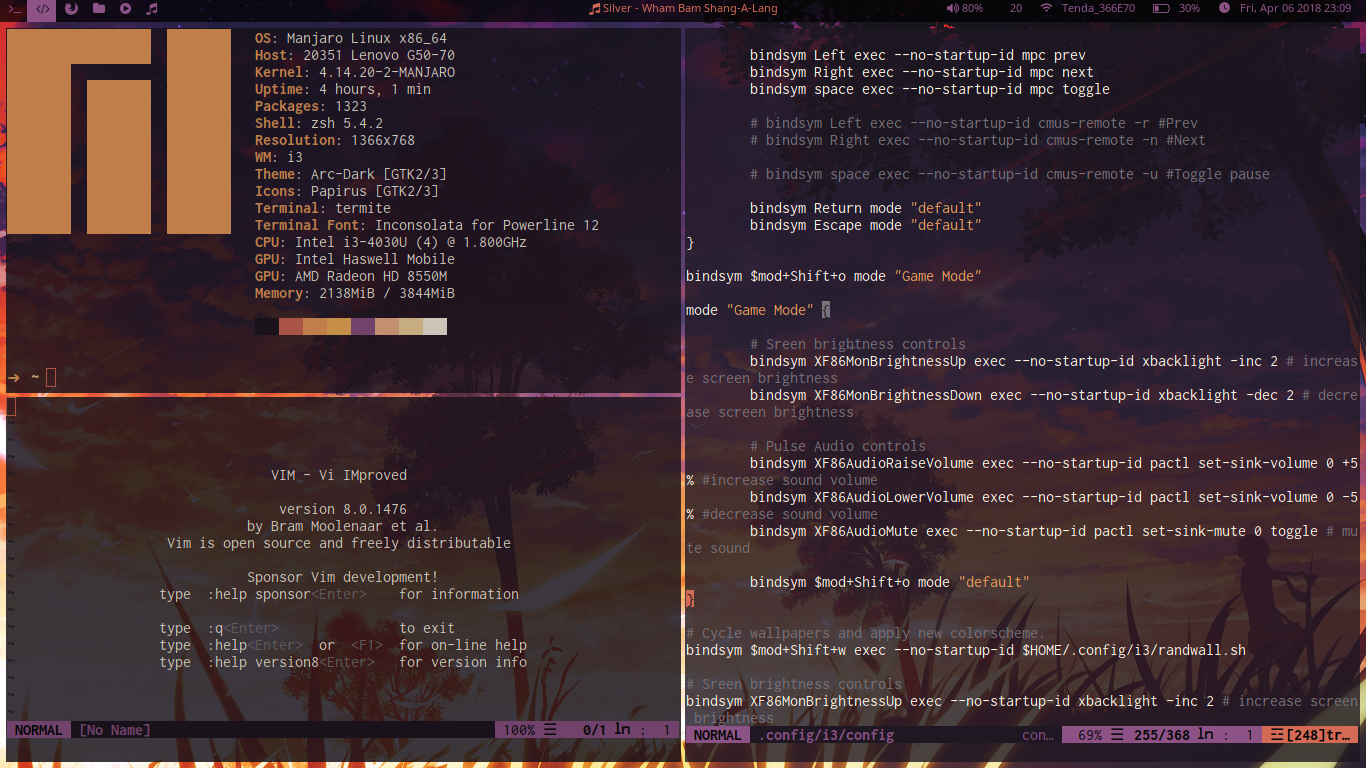 >_ </>
Silver - Wham Bam Shang-A-Lang
80% 20 Tenda_366E70 30% Fri, Apr 06 2018 23:09
OS: Manjaro Linux x86_64
Host: 20351 Lenovo G50-70
Kernel: 4.14.20-2-MANJARO
Uptime: 4 hours, 1 min
Packages: 1323
Shell: zsh 5.4.2
Resolution: 1366x768
WM: i3
Theme: Arc-Dark [GTK2/3]
Icons: Papirus [GTK2/3]
Terminal: termite
Terminal Font: Inconsolata for Powerline 12
CPU: Intel i3-4030U (4) @ 1.800GHz
GPU: Intel Haswell Mobile
GPU: AMD Radeon HD 8550M
Memory: 2138MiB / 3844MiB
➜ ~
~
~
VIM - Vi IMproved
version 8.0.1476
by Bram Moolenaar et al.
Vim is open source and freely distributable
Sponsor Vim development!
type :help sponsor<Enter> for information
type :q<Enter> to exit
type :help<Enter> or <F1> for on-line help
type :help version8<Enter> for version info
NORMAL [No Name] 100% ☰ 0/1 ln : 1
bindsym Left exec --no-startup-id mpc prev
bindsym Right exec --no-startup-id mpc next
bindsym space exec --no-startup-id mpc toggle
# bindsym Left exec --no-startup-id cmus-remote -r #Prev
# bindsym Right exec --no-startup-id cmus-remote -n #Next
# bindsym space exec --no-startup-id cmus-remote -u #Toggle pause
bindsym Return mode "default"
bindsym Escape mode "default"
}
bindsym $mod+Shift+o mode "Game Mode"
mode "Game Mode" {
# Sreen brightness controls
bindsym XF86MonBrightnessUp exec --no-startup-id xbacklight -inc 2 # increas
e screen brightness
bindsym XF86MonBrightnessDown exec --no-startup-id xbacklight -dec 2 # decre
ase screen brightness
# Pulse Audio controls
bindsym XF86AudioRaiseVolume exec --no-startup-id pactl set-sink-volume 0 +5
% #increase sound volume
bindsym XF86AudioLowerVolume exec --no-startup-id pactl set-sink-volume 0 -5
% #decrease sound volume
bindsym XF86AudioMute exec --no-startup-id pactl set-sink-mute 0 toggle # mu
te sound
bindsym $mod+Shift+o mode "default"
}
# Cycle wallpapers and apply new colorscheme.
bindsym $mod+Shift+w exec --no-startup-id $HOME/.config/i3/randwall.sh
# Sreen brightness controls
bindsym XF86MonBrightnessUp exec --no-startup-id xbacklight -inc 2 # increase screen
brightness
NORMAL .config/i3/config con… 69% ☰ 255/368 ln : 1 ☲[248]tr…